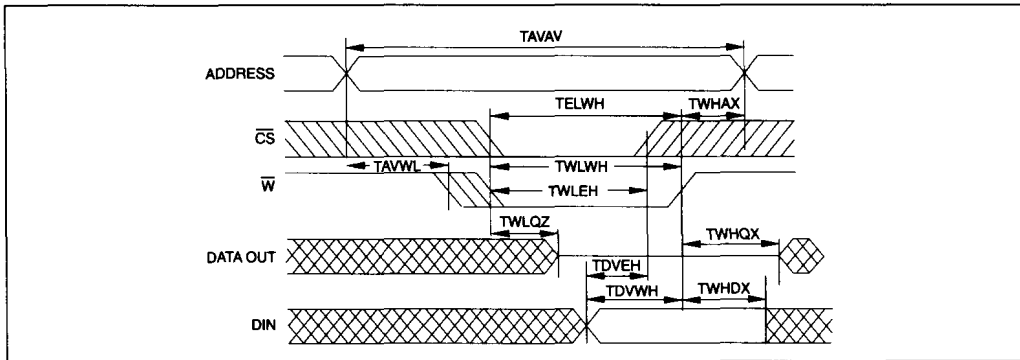 TAVAV
ADDRESS
TELWH
TWHAX
CS
TAVWL
TWLWH
W
TWLEH
TWLQZ
TWHQX
DATA OUT
TDVEH
TDVWH
TWHDX
DIN